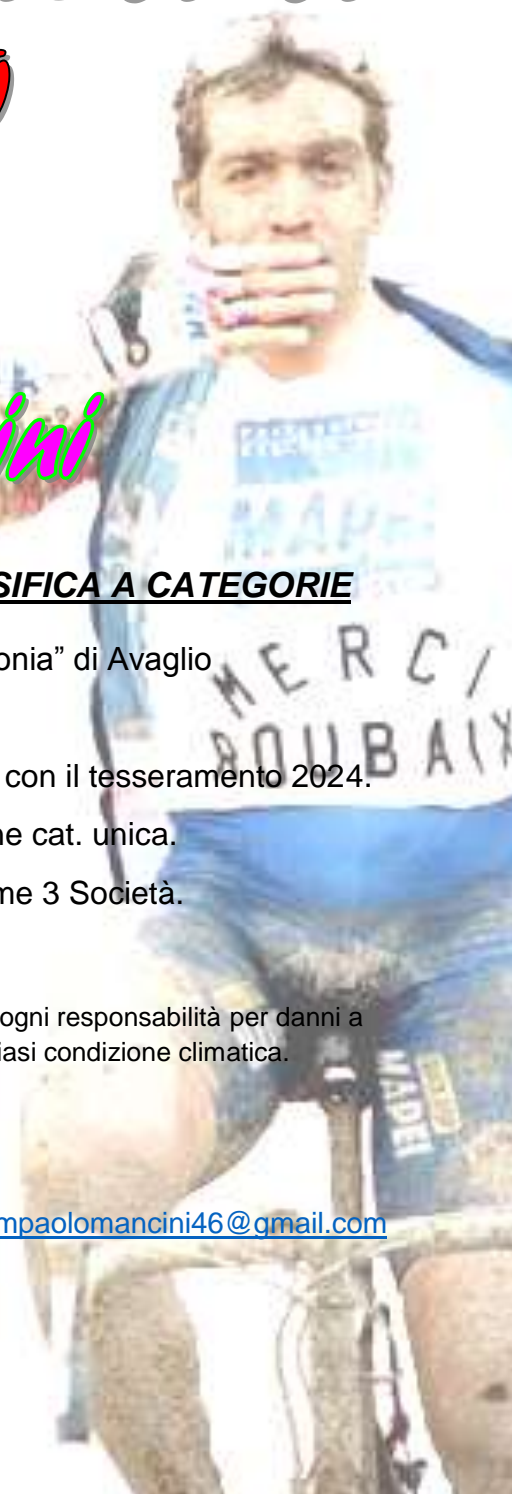 ini
SIFICA A CATEGORIE
onia” di Avaglio
MERCI
ROUBAIX
con il tesseramento 2024.
ne cat. unica.
me 3 Società.
ogni responsabilità per danni a
iasi condizione climatica.
MAPEI
mpaolomancini46@gmail.com